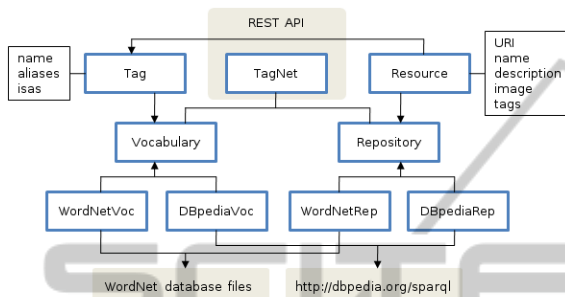 REST API
name
aliases
isas
Tag
TagNet
Resource
URI
name
description
image
tags
Vocabulary
Repository
WordNetVoc
DBpediaVoc
WordNetRep
DBpediaRep
WordNet database files
http://dbpedia.org/sparql